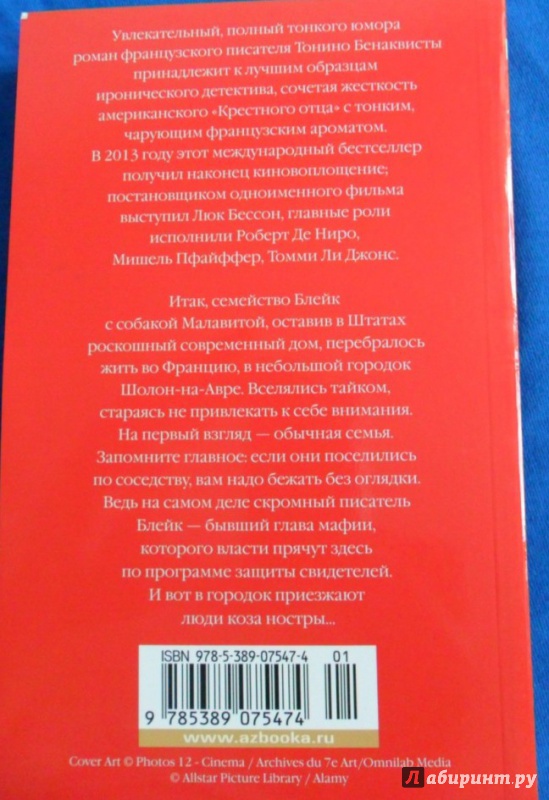 Увлекательный, полный тонкого юмора
роман французского писателя Тонино Бенаквисты
принадлежит к лучшим образцам
иронического детектива, сочетая жесткость
американского «Крестного отца» с тонким,
чарующим французским ароматом.
В 2013 году этот международный бестселлер
получил наконец киновоплощение;
постановщиком одноименного фильма
выступил Люк Бессон, главные роли
исполнили Роберт Де Ниро,
Мишель Пфайффер, Томми Ли Джонс.
Итак, семейство Блейк
с собакой Малавитой, оставив в Штатах
роскошный современный дом, перебралось
жить во Францию, в небольшой городок
Шолон-на-Авре. Вселялись тайком,
стараясь не привлекать к себе внимания.
На первый взгляд — обычная семья.
Запомните главное: если они поселились
по соседству, вам надо бежать без оглядки.
Ведь на самом деле скромный писатель
Блейк — бывший глава мафии,
которого власти прячут здесь
по программе защиты свидетелей.
И вот в городок приезжают
люди коза ностры...
ISBN 978-5-389-07547-4 01
9 785389 075474
www.azbooka.ru
Cover Art © Photos 12 - Cinema / Archives du 7e Art/Omnilab Media
© Allstar Picture Library / Alamy
Лабиринт.ру